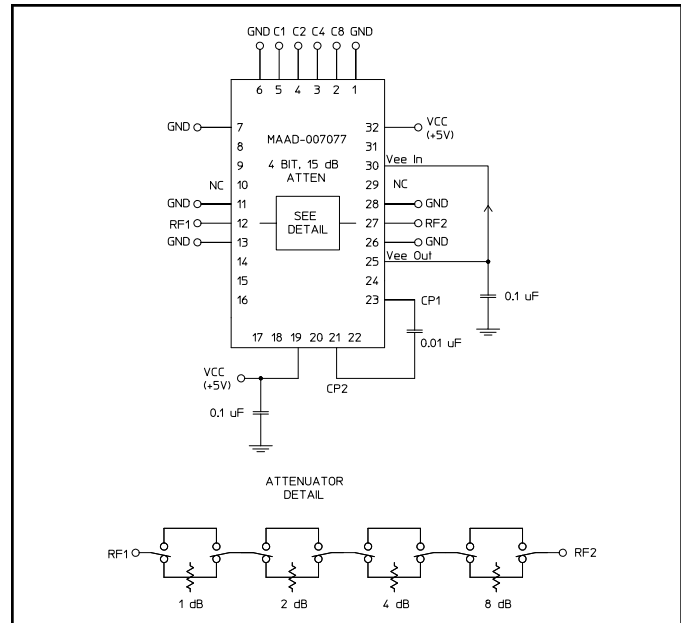 GND C1 C2 C4 C8 GND
6 5 4 3 2 1
GND 7 32 VCC
(+5V)
MAAD-007077
8 31
9 4 BIT, 15 dB 30 Vee In
ATTEN
NC 10 29 NC
GND 11 28 GND
RF1 12 SEE 27 RF2
DETAIL
GND 13 26 GND
14 25 Vee Out
15 24
16 23 CP1
0.1 uF
0.01 uF
17 18 19 20 21 22
VCC
(+5V)
CP2
0.1 uF
ATTENUATOR
DETAIL
RF1 RF2
1 dB 2 dB 4 dB 8 dB